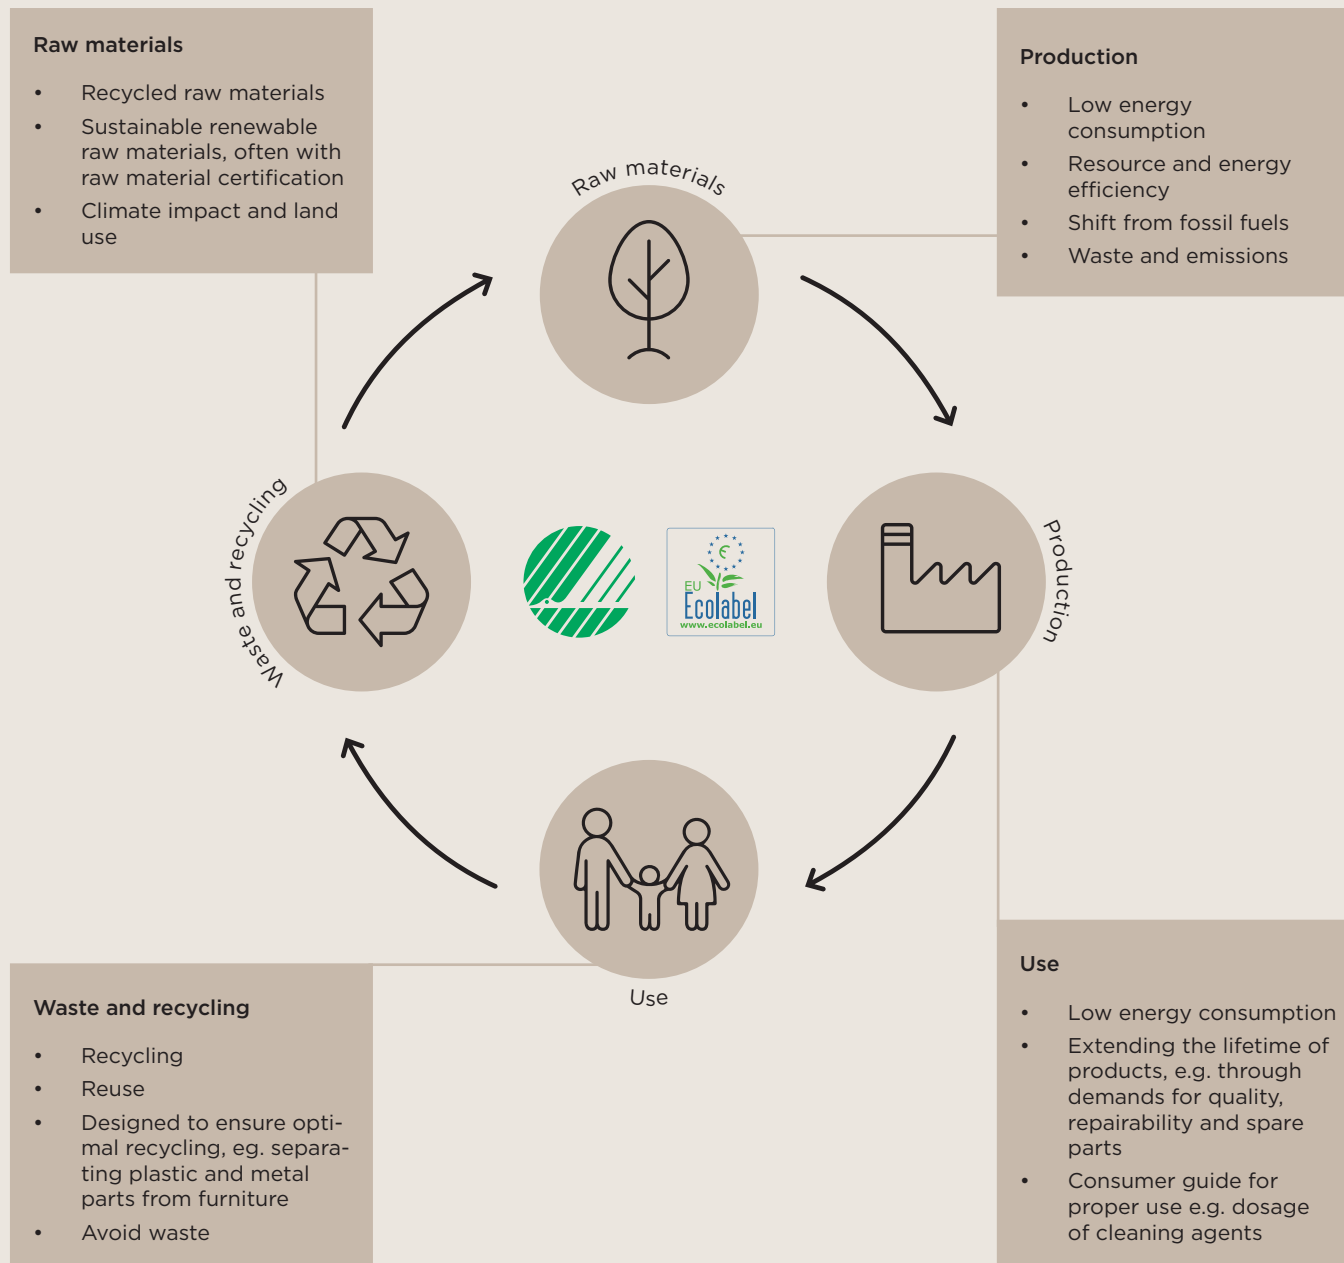 Raw materials
• Recycled raw materials
• Sustainable renewable
raw materials, often with
raw material certification
• Climate impact and land
use
Production
• Low energy
consumption
• Resource and energy
efficiency
• Shift from fossil fuels
• Waste and emissions
Raw materials
Waste and recycling
EU
Ecolabel
www.ecolabel.eu
Production
Use
Waste and recycling
• Recycling
• Reuse
• Designed to ensure opti-
mal recycling, eg. separa-
ting plastic and metal
parts from furniture
• Avoid waste
Use
• Low energy consumption
• Extending the lifetime of
products, e.g. through
demands for quality,
repairability and spare
parts
• Consumer guide for
proper use e.g. dosage
of cleaning agents